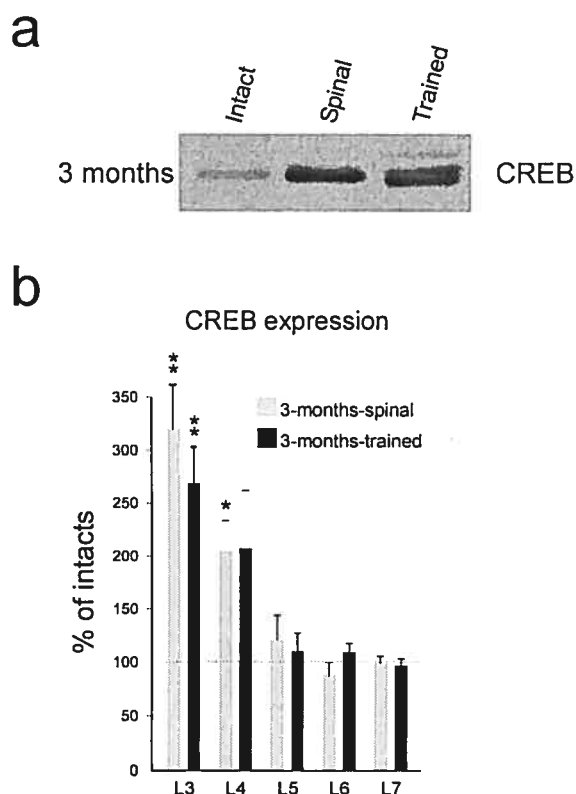 a
Intact Spinal Trained
3 months CREB
b
CREB expression
** ** * 
3-months-spinal
3-months-trained
% of intacts
350
300
250
200
150
100
50
0
L3 L4 L5 L6 L7